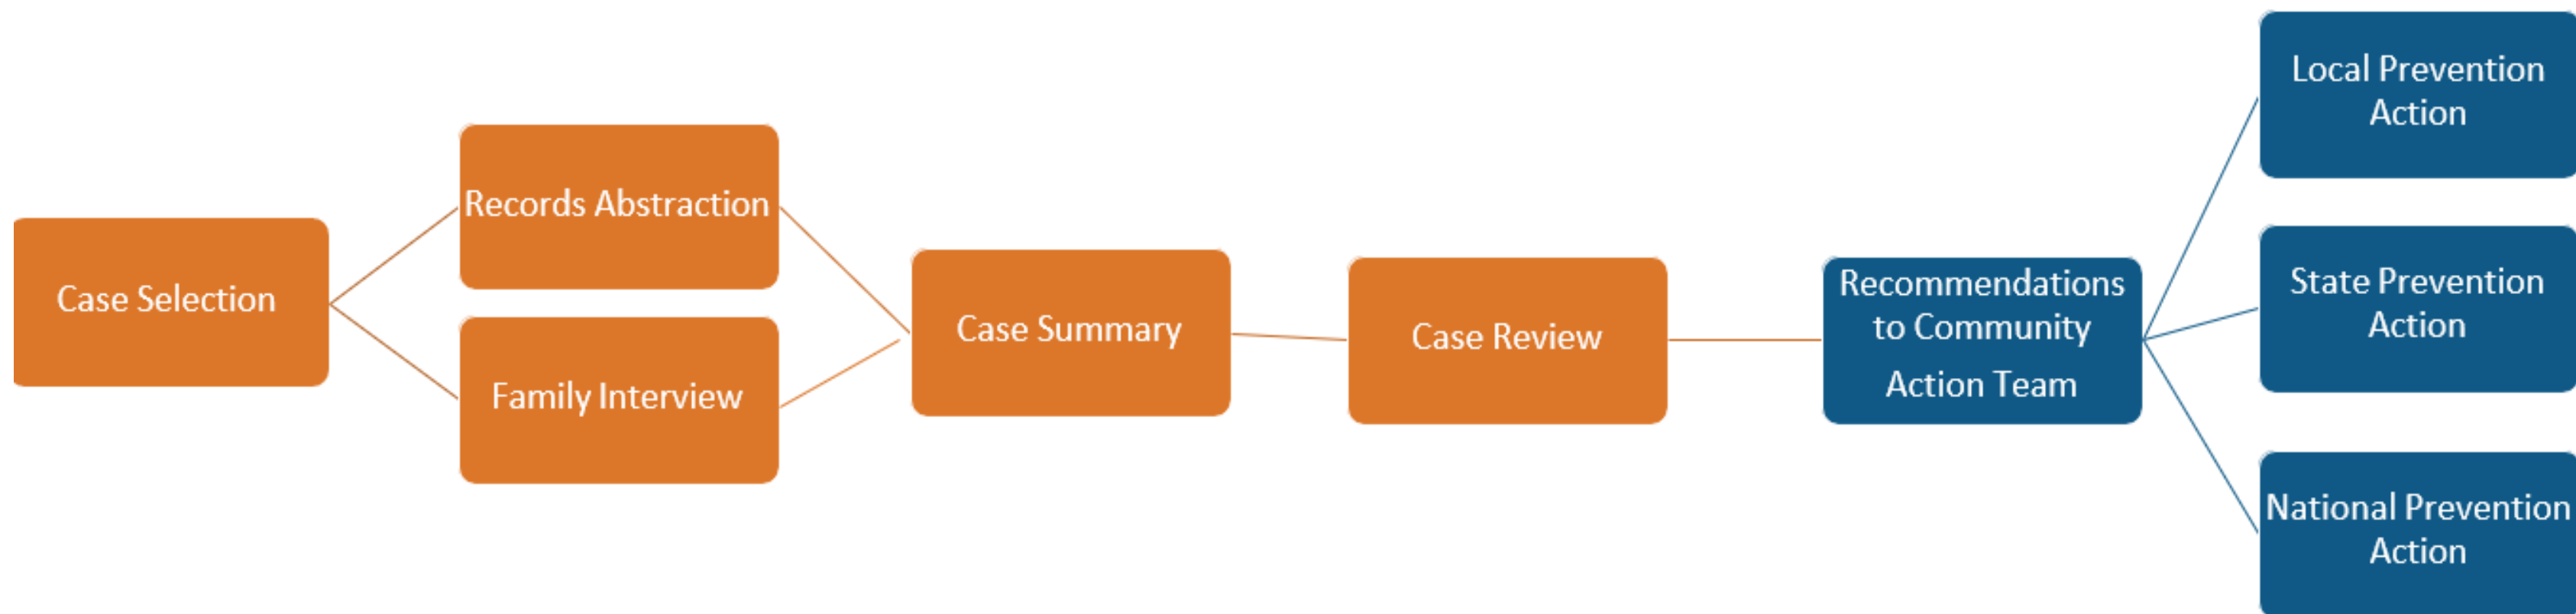 Case Selection
Records Abstraction
Family Interview
Case Summary
Case Review
Recommendations
to Community
Action Team
Local Prevention
Action
State Prevention
Action
National Prevention
Action